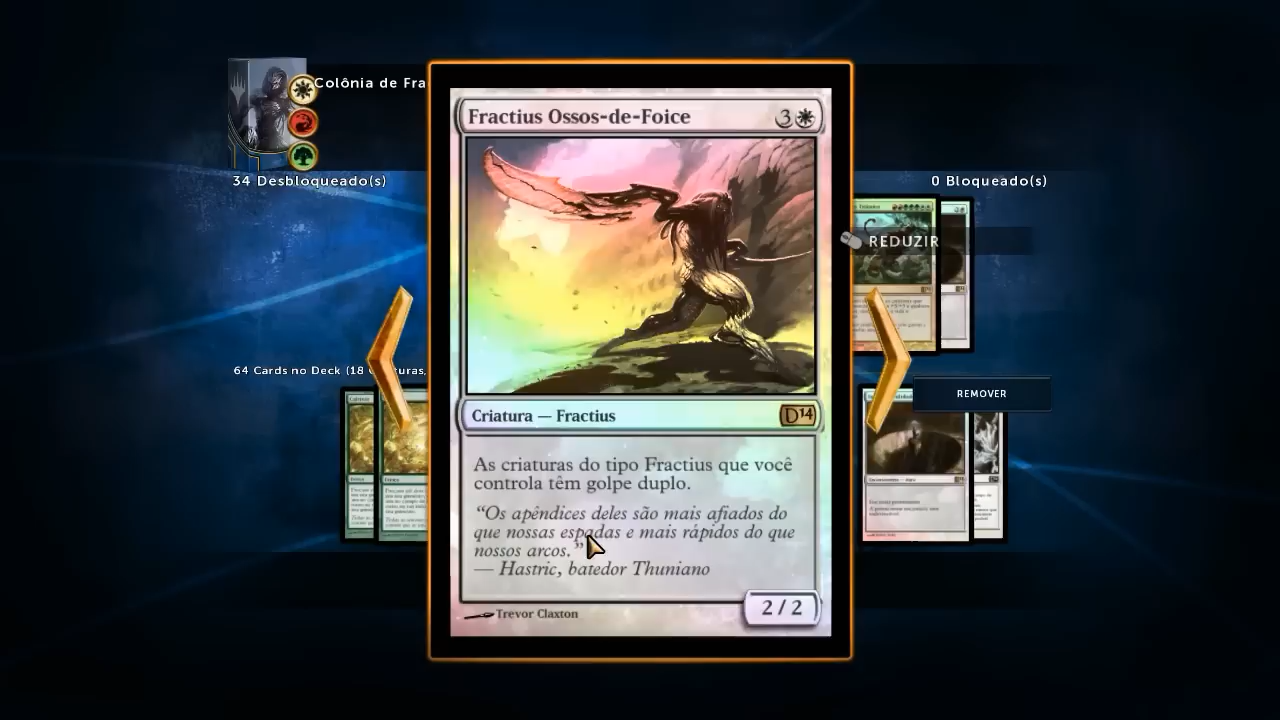 Colônia de Fra
34 Desbloqueado(s)
0 Bloqueado(s)
64 Cards no Deck (18
REDUZIR
REMOVER
Fractius Ossos-de-Foice
3
Criatura — Fractius
D14
As criaturas do tipo Fractius que você
controla têm golpe duplo.
“Os apéndices deles são mais afiados do
que nossas espadas e mais rápidos do que
nossos arcos.”
— Hastric, batedor Thuniano
Trevor Claxton
2 / 2